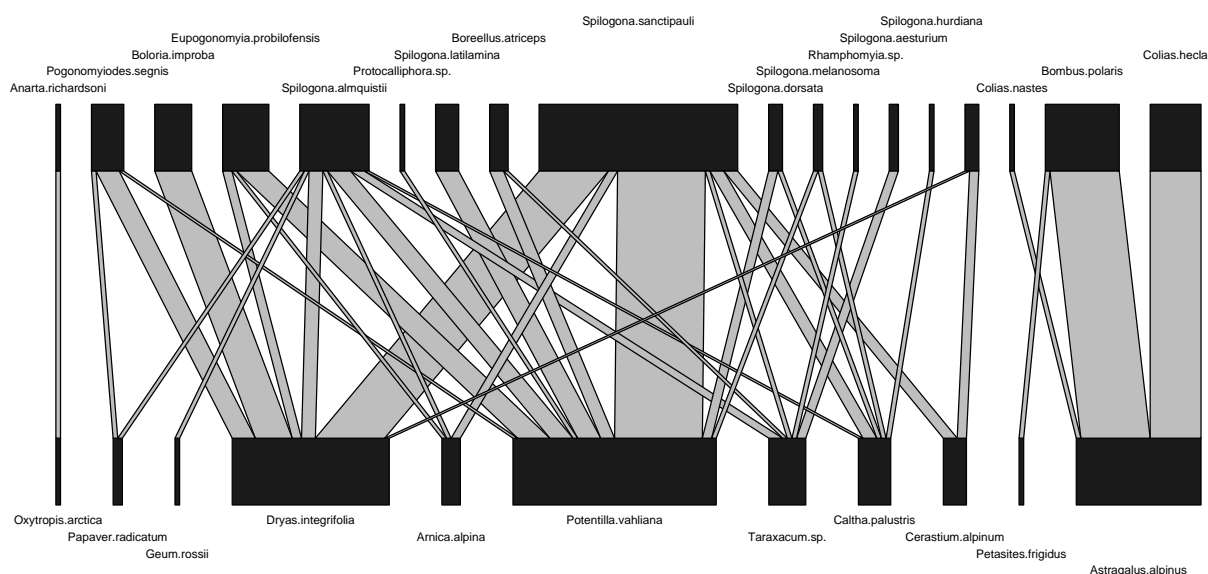 Spilogona.sanctipauli
Spilogona.hurdiana
Eupogonomyia.probilofensis
Boreellus.atriceps
Spilogona.aesturium
Boloria.improba
Spilogona.latilamina
Rhamphomyia.sp.
Colias.hecla
Pogonomyiodes.segnis
Protocalliphora.sp.
Spilogona.melanosoma
Bombus.polaris
Anarta.richardsoni
Spilogona.almquistii
Spilogona.dorsata
Colias.nastes
Oxytropis.arctica
Dryas.integrifolia
Potentilla.vahliana
Caltha.palustris
Papaver.radicatum
Arnica.alpina
Taraxacum.sp.
Cerastium.alpinum
Geum.rossii
Petasites.frigidus
Astragalus.alpinus